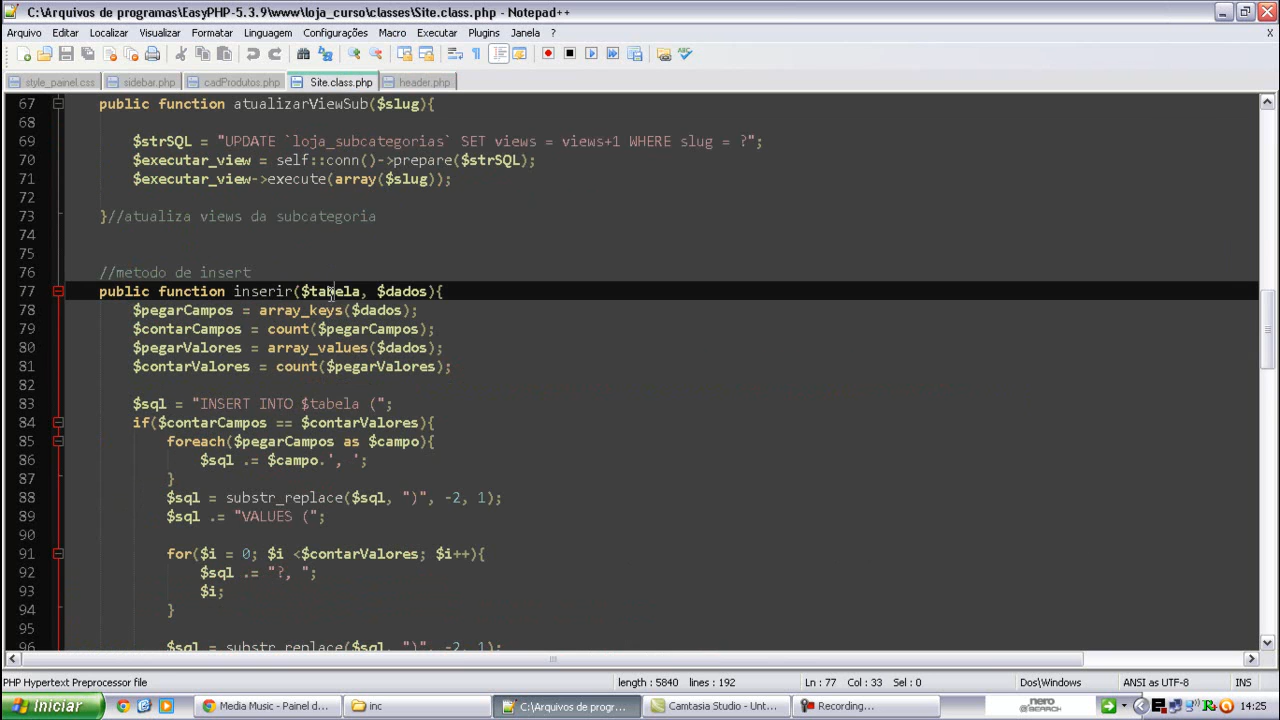 C:\Arquivos de programas\EasyPHP-5.3.9\www\loja_curso\classes\Site.class.php - Notepad++
Arquivo Editar Localizar Visualizar Formatar Linguagem Configurações Macro Executar Plugins Janela ? X
style_painel.css sidebar.php cadProdutos.php Site.class.php header.php
67 public function atualizarViewSub($slug){
68
69 $strSQL = "UPDATE `loja_subcategorias` SET views = views+1 WHERE slug = ?";
70 $executar_view = self::conn()->prepare($strSQL);
71 $executar_view->execute(array($slug));
72
73 }//atualiza views da subcategoria
74
75
76 //metodo de insert
77 public function inserir($tabela, $dados){
78 $pegarCampos = array_keys($dados);
79 $contarCampos = count($pegarCampos);
80 $pegarValores = array_values($dados);
81 $contarValores = count($pegarValores);
82
83 $sql = "INSERT INTO $tabela (";
84 if($contarCampos == $contarValores){
85 foreach($pegarCampos as $campo){
86 $sql .= $campo.', ';
87 }
88 $sql = substr_replace($sql, ")", -2, 1);
89 $sql .= "VALUES (";
90
91 for($i = 0; $i <$contarValores; $i++){
92 $sql .= "?, ";
93 $i;
94 }
95
96 $sql = substr_replace($sql, ")", -2, 1);
PHP Hypertext Preprocessor file length : 5840 lines : 192 Ln : 77 Col : 33 Sel : 0 Dos\Windows ANSI as UTF-8 INS
Iniciar Media Music - Painel d... inc C:\Arquivos de progr... Camtasia Studio - Unt... Recording... nero SEARCH 14:25